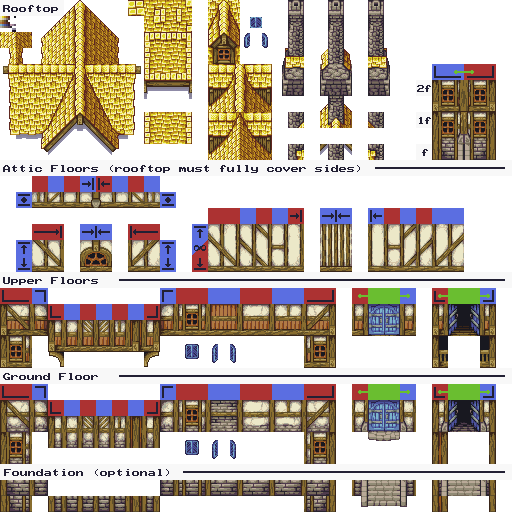 Rooftop
2f
1f
f
Attic Floors (rooftop must fully cover sides)
∞
Upper Floors
Ground Floor
Foundation (optional)